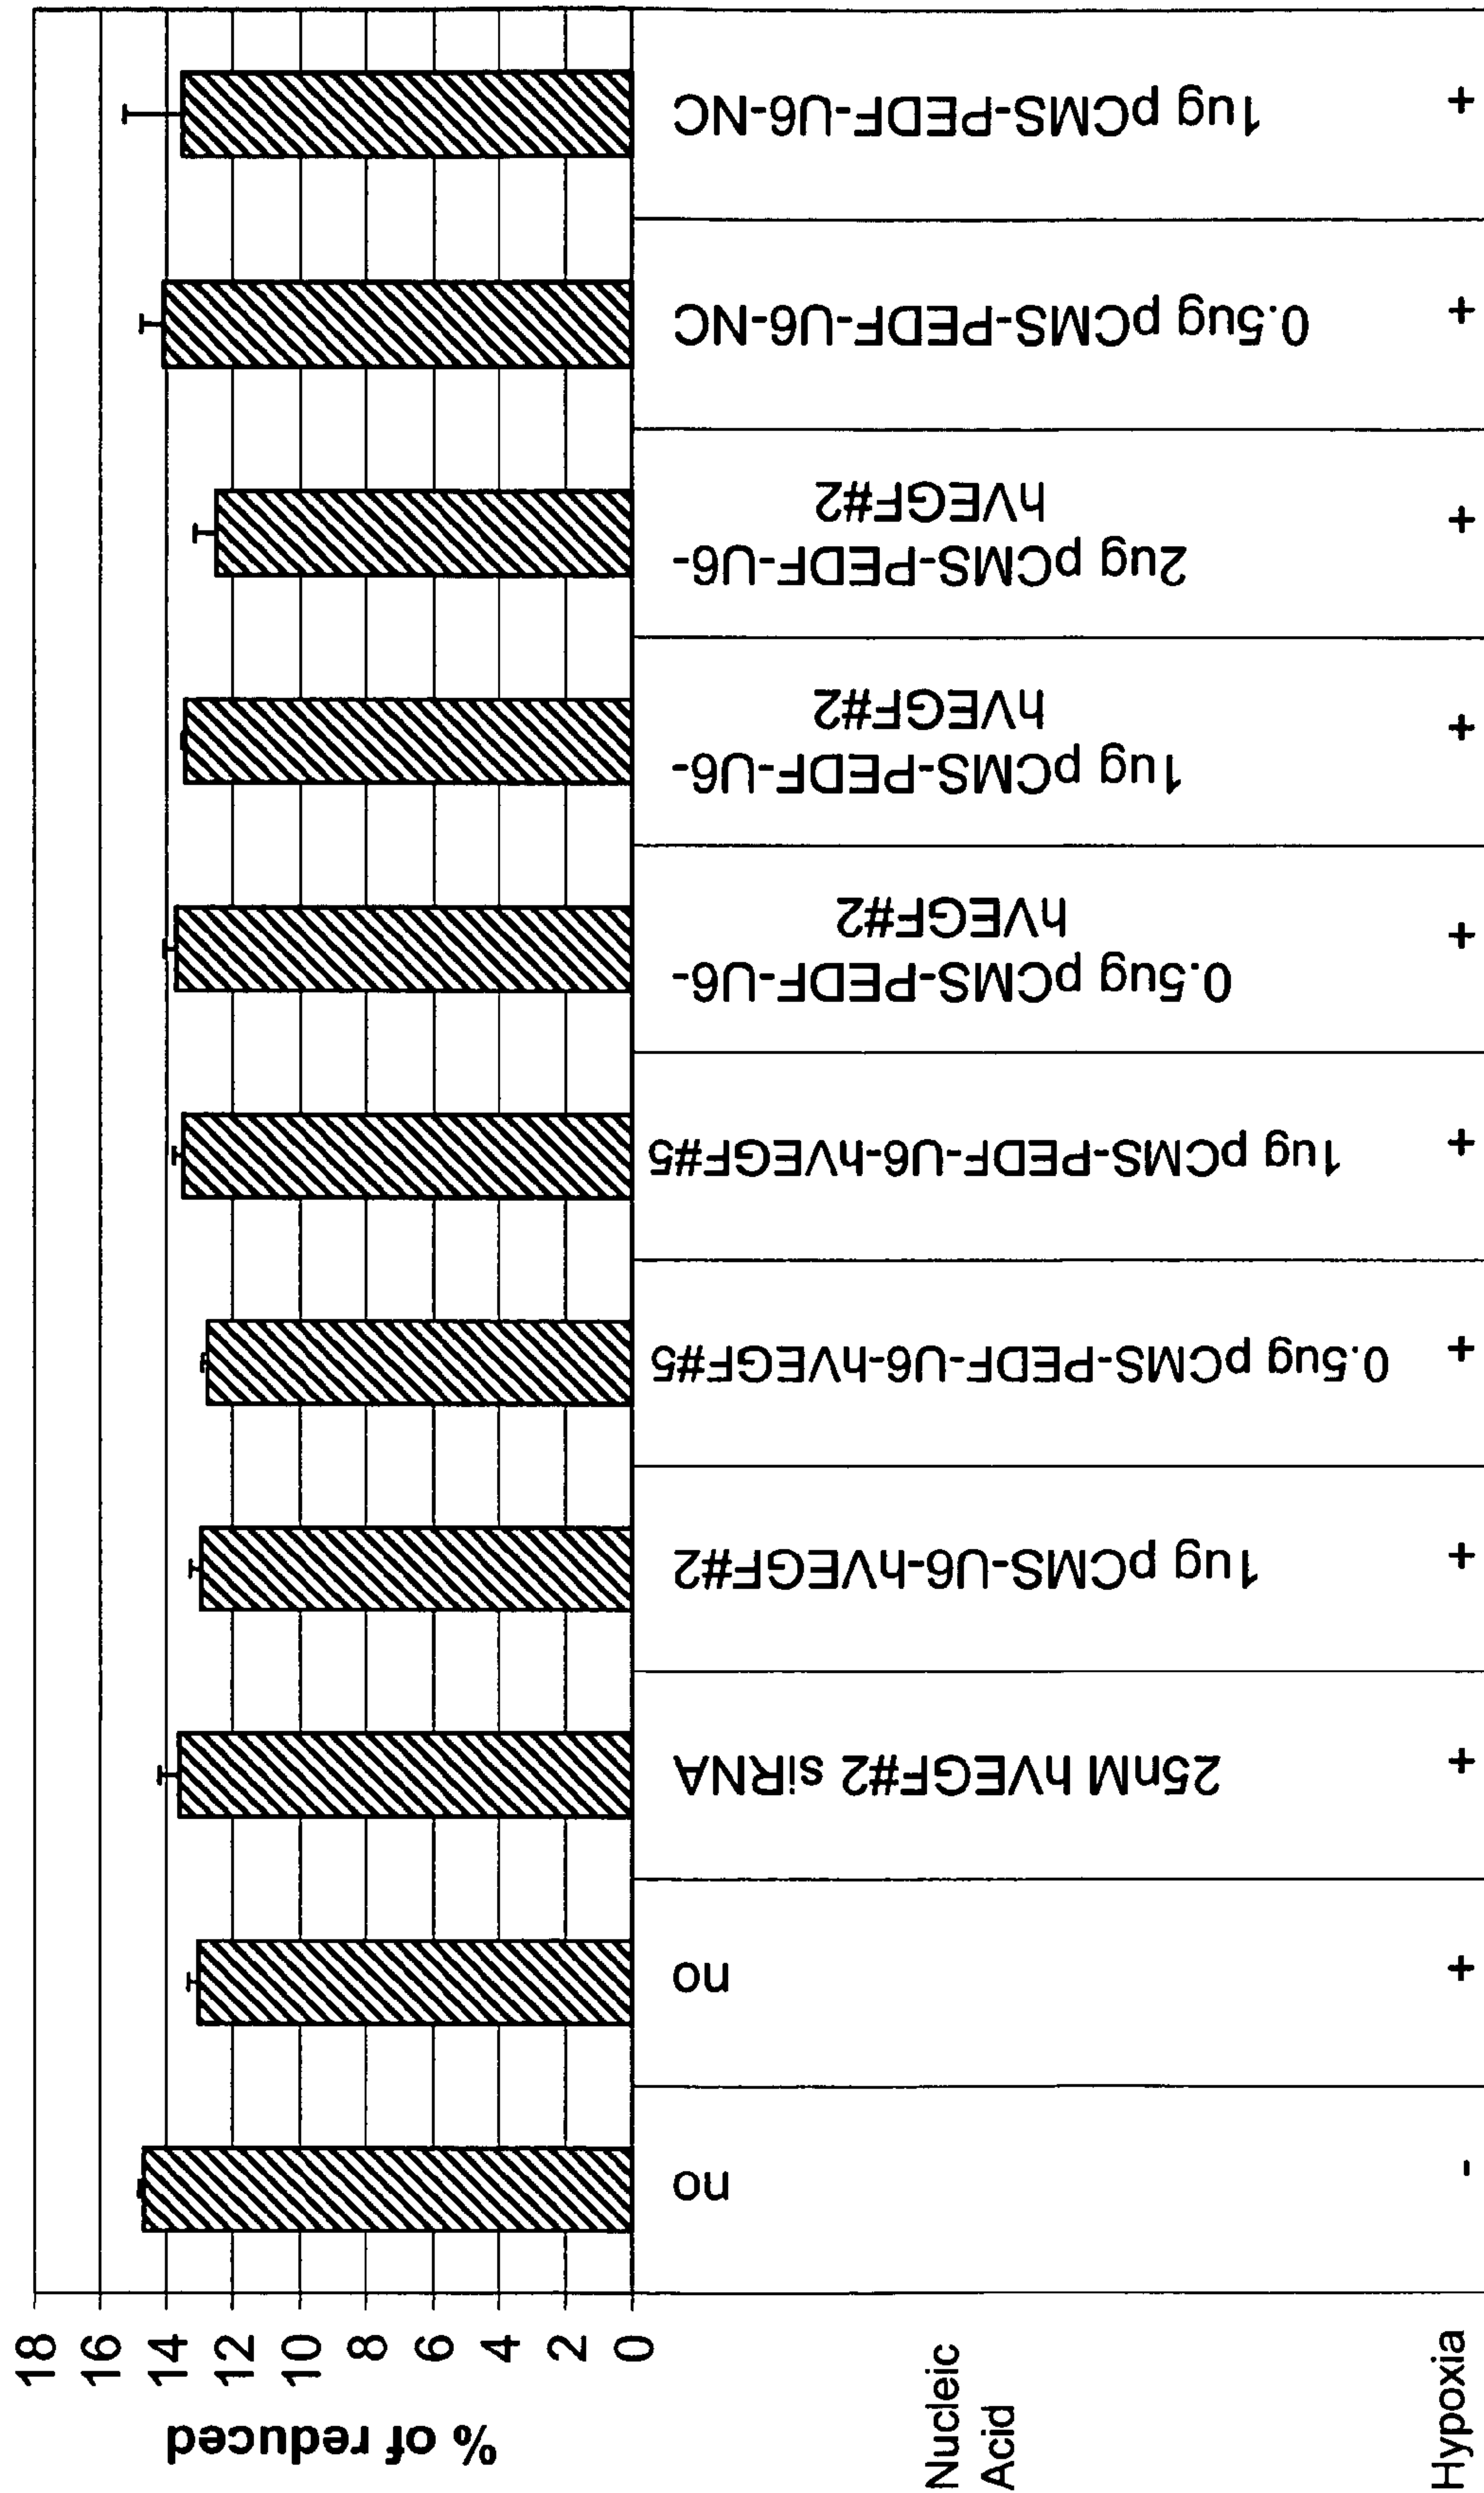 % of reduced
18
16
14
12
10
8
6
4
2
0
Nucleic
Acid
no
no
25nM hVEGF#2 siRNA
1ug pCMS-U6-hVEGF#2
0.5ug pCMS-PEDF-U6-hVEGF#5
1ug pCMS-PEDF-U6-hVEGF#5
0.5ug pCMS-PEDF-U6-
hVEGF#2
1ug pCMS-PEDF-U6-
hVEGF#2
2ug pCMS-PEDF-U6-
hVEGF#2
0.5ug pCMS-PEDF-U6-NC
1ug pCMS-PEDF-U6-NC
Hypoxia - + + + + + + + + + +